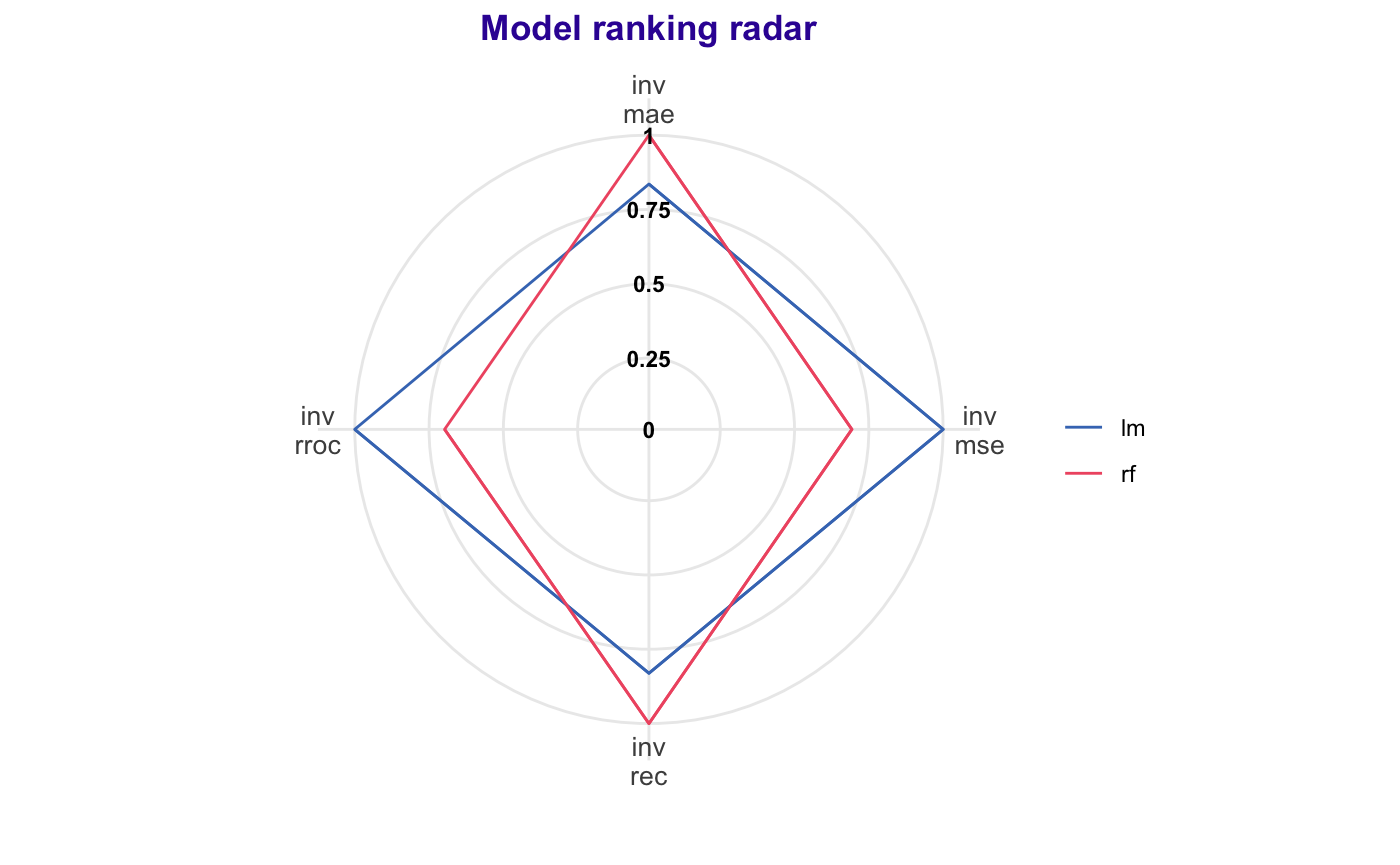 Model ranking radar
inv
mae
1
0.75
0.5
0.25
0
inv
rroc
inv
mse
lm
rf
inv
rec